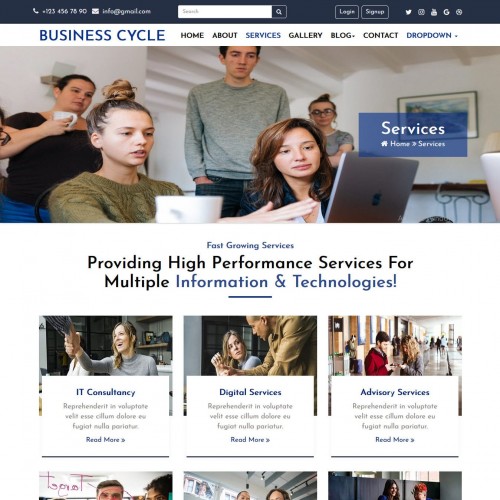 +123 456 78 90 info@gmail.com Search Login Signup
BUSINESS CYCLE HOME ABOUT SERVICES GALLERY BLOG CONTACT DROPDOWN
Services
Home » Services
Fast Growing Services
Providing High Performance Services For
Multiple Information & Technologies!
IT Consultancy
Reprehenderit in voluptate
velit esse cillum dolore eu
fugiat nulla pariatur.
Read More »
Digital Services
Reprehenderit in voluptate
velit esse cillum dolore eu
fugiat nulla pariatur.
Read More »
Advisory Services
Reprehenderit in voluptate
velit esse cillum dolore eu
fugiat nulla pariatur.
Read More »
Target